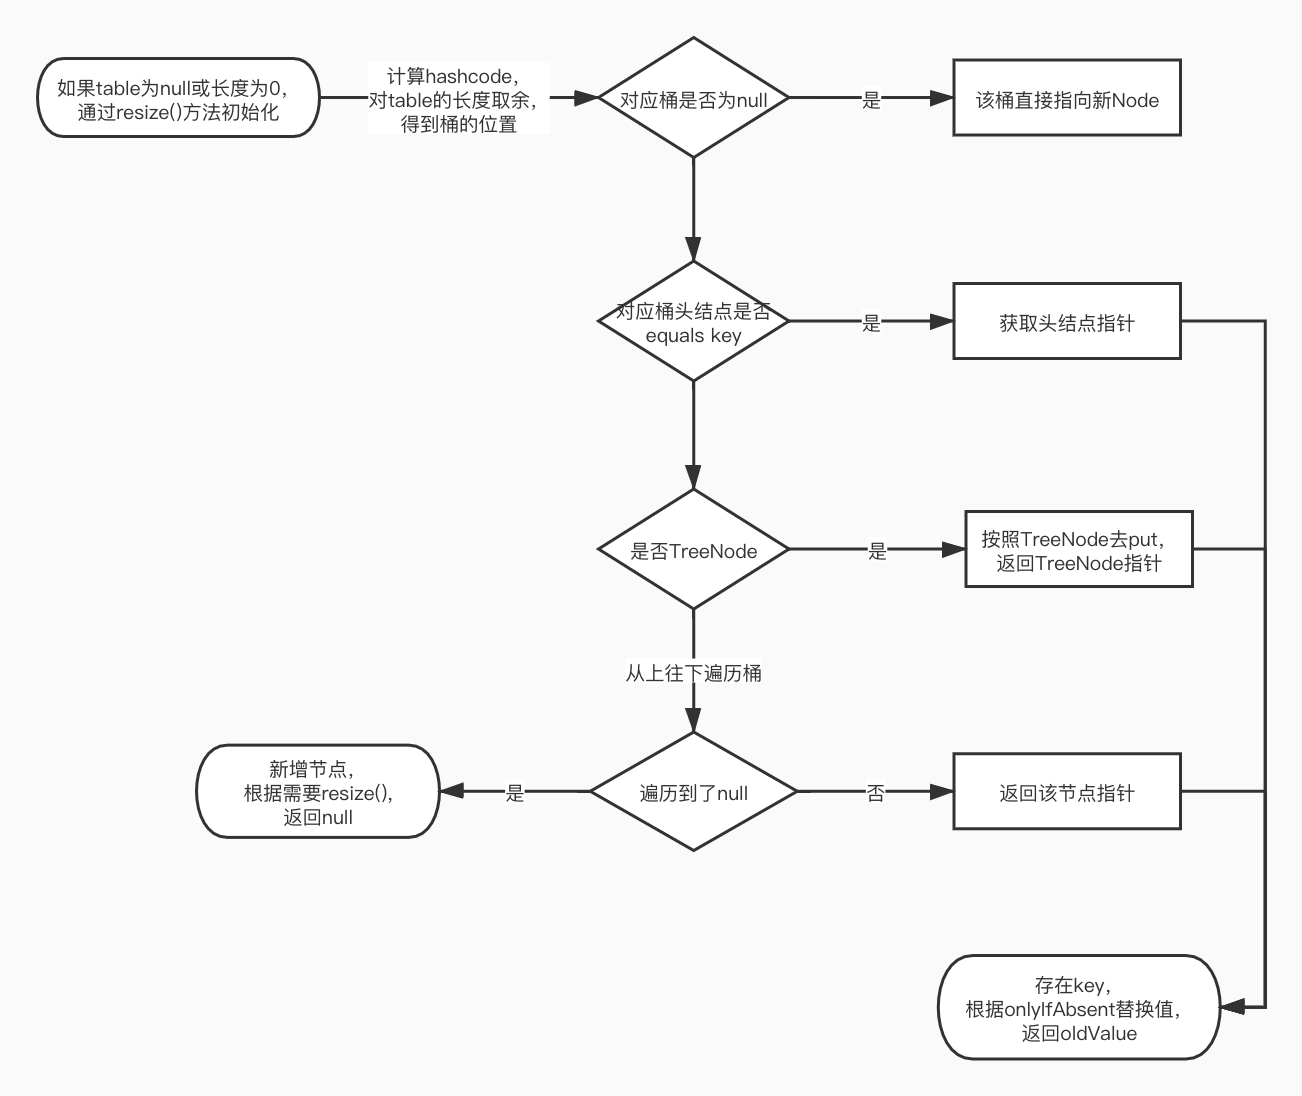 如果table为null或长度为0，
通过resize()方法初始化
计算hashcode，
对table的长度取余，
得到桶的位置
对应桶是否为null
是
该桶直接指向新Node
对应桶头结点是否
equals key
是
获取头结点指针
是否TreeNode
是
按照TreeNode去put，
返回TreeNode指针
从上往下遍历桶
新增节点，
根据需要resize()，
返回null
是
遍历到了null
否
返回该节点指针
存在key，
根据onlyIfAbsent替换值，
返回oldValue